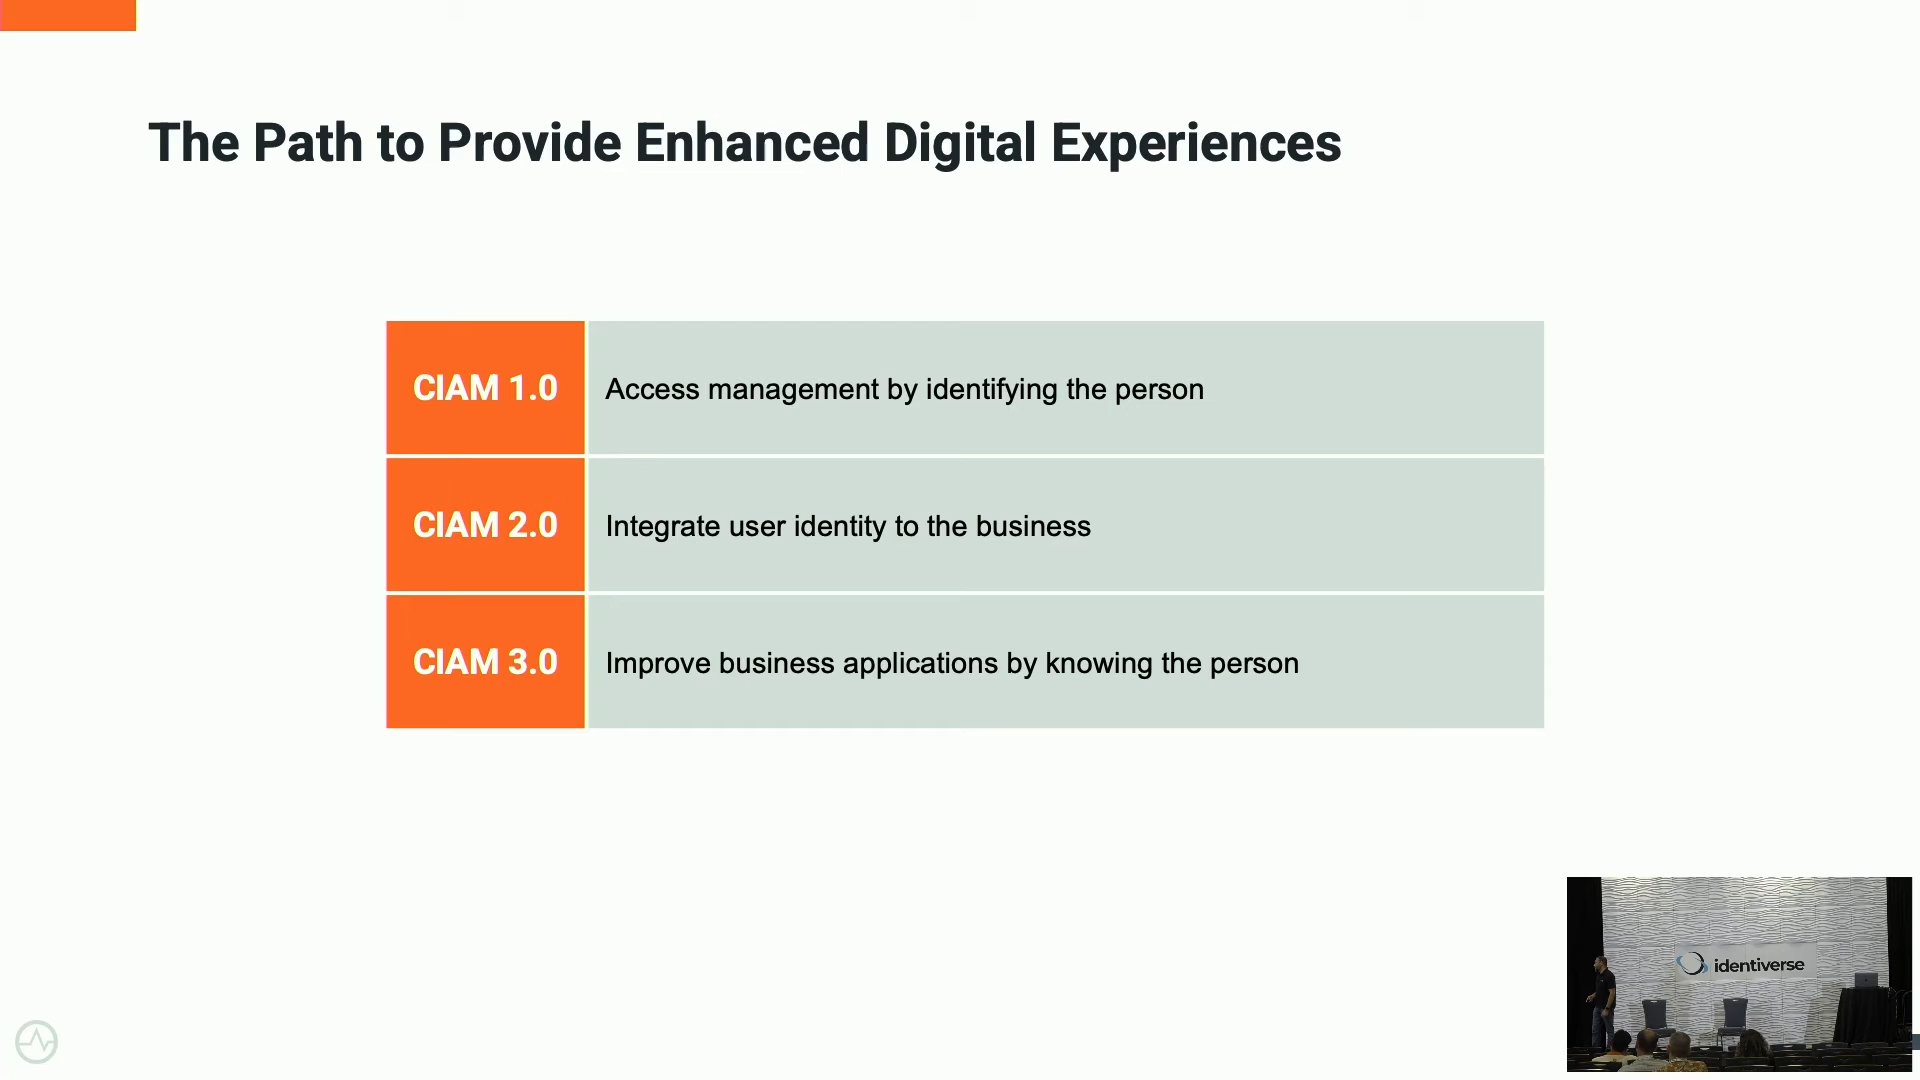 The Path to Provide Enhanced Digital Experiences
CIAM 1.0
Access management by identifying the person
CIAM 2.0
Integrate user identity to the business
CIAM 3.0
Improve business applications by knowing the person
identiverse